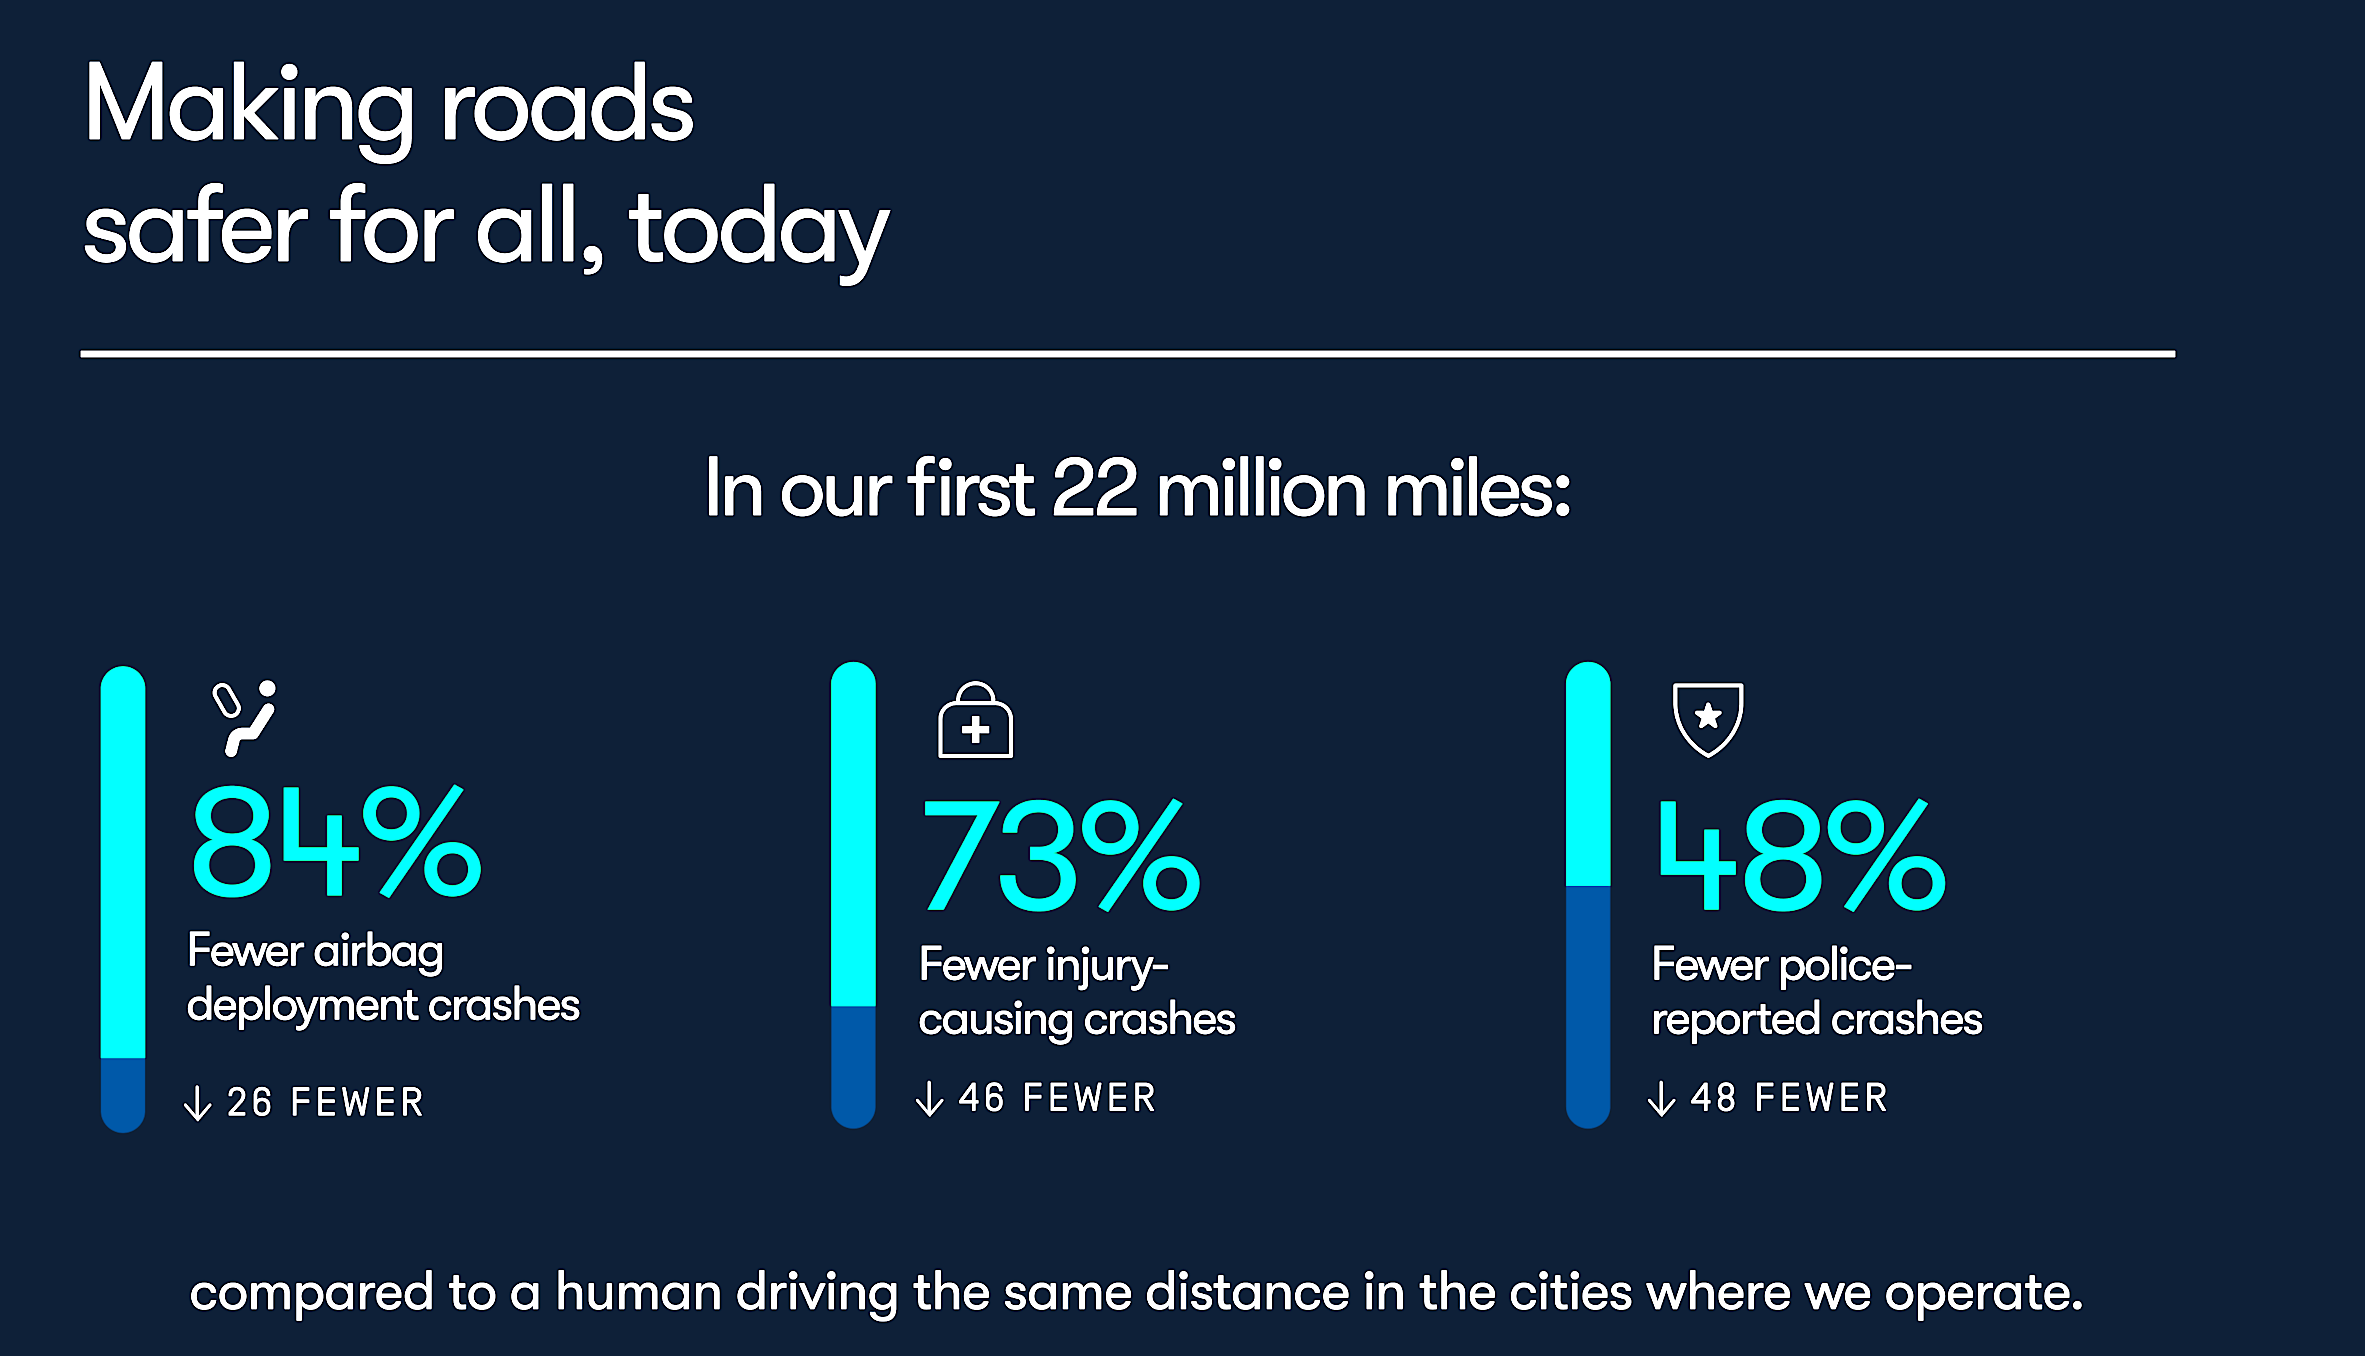 Making roads
safer for all, today
In our first 22 million miles:
84%
Fewer airbag
deployment crashes
↓ 26 FEWER
73%
Fewer injury-
causing crashes
↓ 46 FEWER
48%
Fewer police-
reported crashes
↓ 48 FEWER
compared to a human driving the same distance in the cities where we operate.